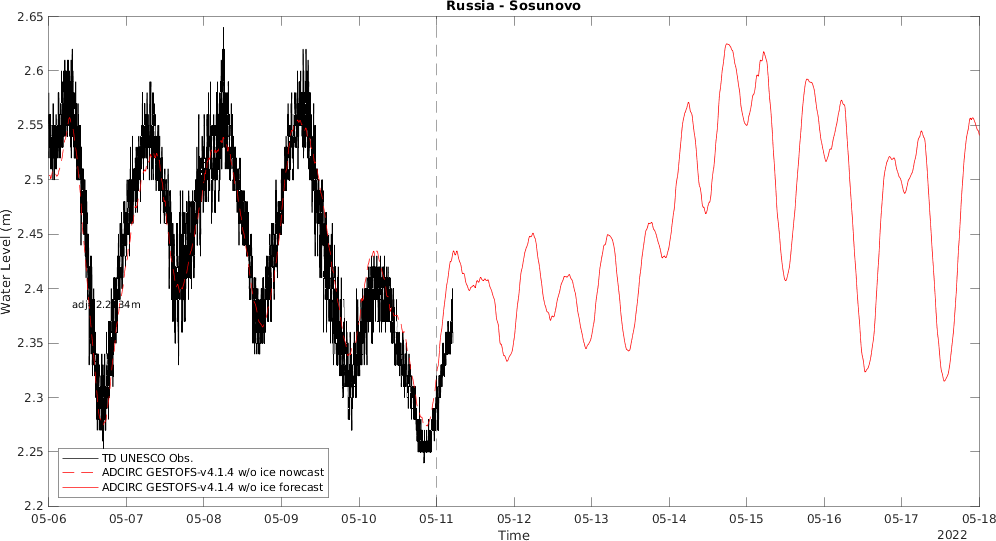 Russia - Sosunovo
2.65
2.6
2.55
2.5
2.45
2.4
2.35
2.3
2.25
2.2
Water Level (m)
TD UNESCO Obs.
ADCIRC GESTOFS-v4.1.4 w/o ice nowcast
ADCIRC GESTOFS-v4.1.4 w/o ice forecast
05-06 05-07 05-08 05-09 05-10 05-11 05-12 05-13 05-14 05-15 05-16 05-17 05-18
Time
2022